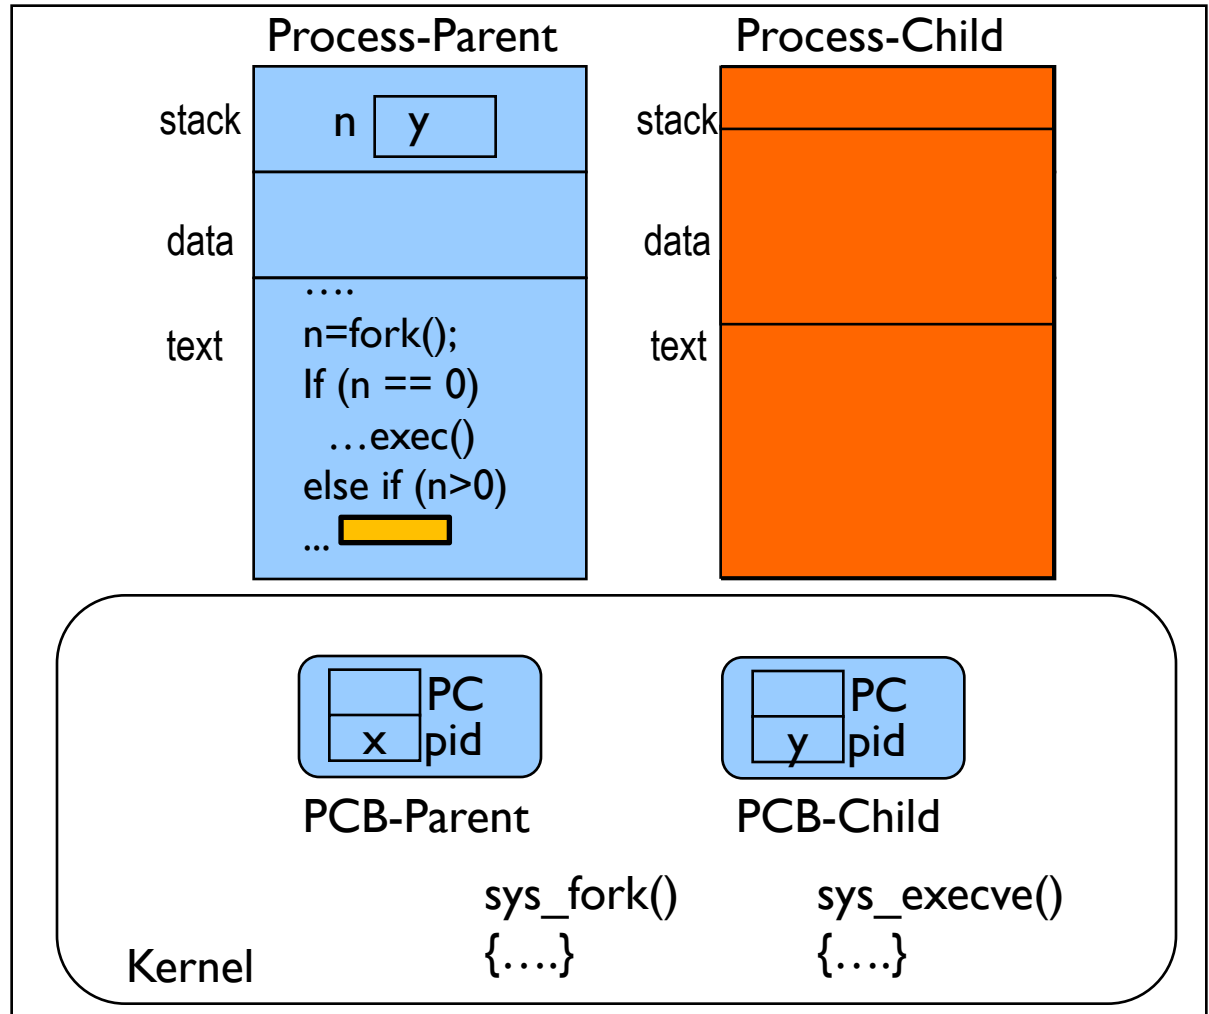 Process-Parent Process-Child
stack n y stack
data data
….
text n=fork(); text
If (n == 0)
…exec()
else if (n>0)
...
PC PC
x pid y pid
PCB-Parent PCB-Child
sys_fork() sys_execve()
{….} {….}
Kernel